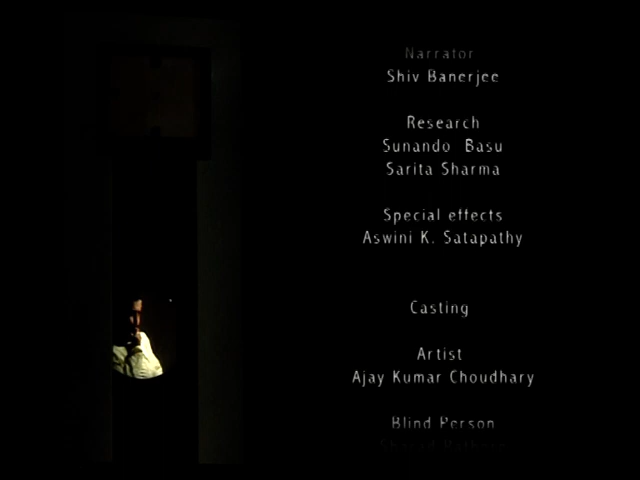 Narrator
Shiv Banerjee
Research
Sunando Basu
Sarita Sharma
Special effects
Aswini K. Satapathy
Casting
Artist
Ajay Kumar Choudhary
Blind Person